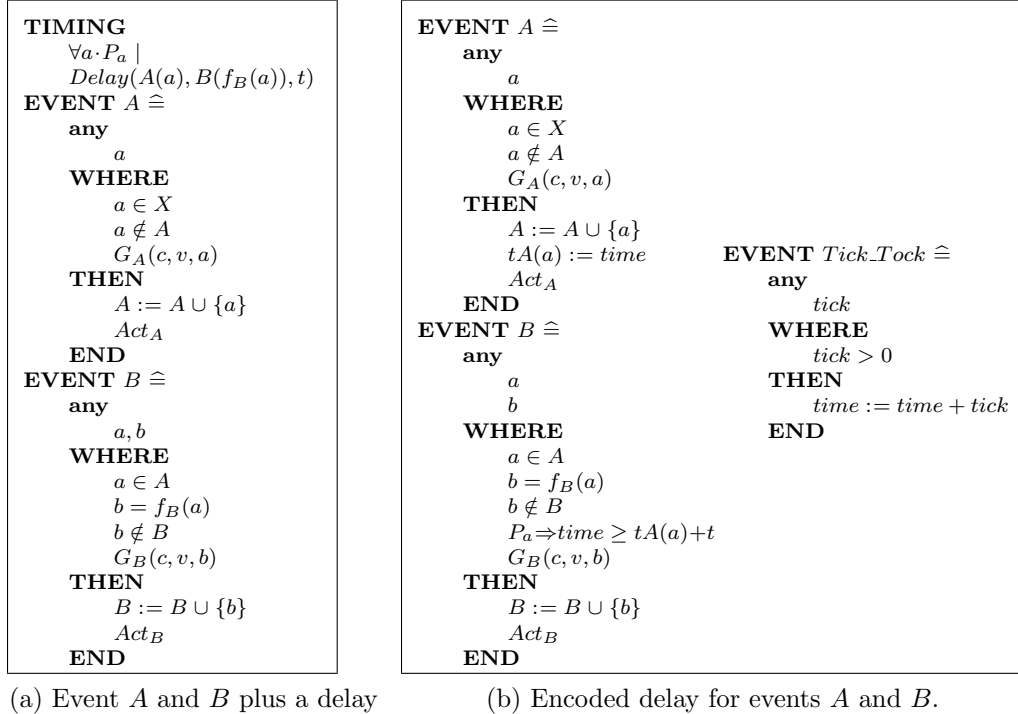 TIMING
∀a·P_a |
Delay(A(a), B(f_B(a)), t)
EVENT A ≙
any
a
WHERE
a ∈ X
a ∉ A
G_A(c, v, a)
THEN
A := A ∪ {a}
Act_A
END
EVENT B ≙
any
a, b
WHERE
a ∈ A
b = f_B(a)
b ∉ B
G_B(c, v, b)
THEN
B := B ∪ {b}
Act_B
END
(a) Event A and B plus a delay
EVENT A ≙
any
a
WHERE
a ∈ X
a ∉ A
G_A(c, v, a)
THEN
A := A ∪ {a}
tA(a) := time
Act_A
END
EVENT B ≙
any
a
b
WHERE
a ∈ A
b = f_B(a)
b ∉ B
P_a⇒time ≥ tA(a)+t
G_B(c, v, b)
THEN
B := B ∪ {b}
Act_B
END
EVENT Tick_Tock ≙
any
tick
WHERE
tick > 0
THEN
time := time + tick
END
(b) Encoded delay for events A and B.